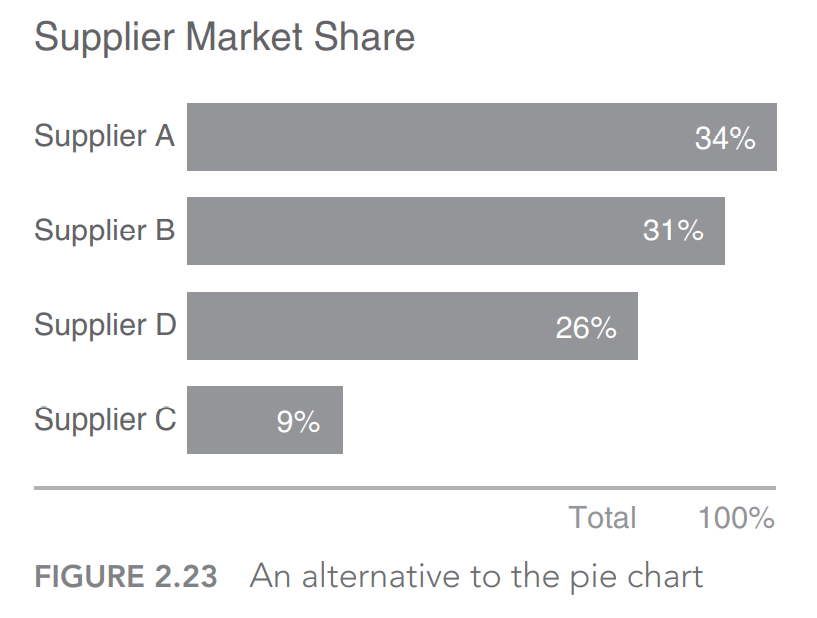 Supplier Market Share
Supplier A 34%
Supplier B 31%
Supplier D 26%
Supplier C 9%
Total 100%
FIGURE 2.23 An alternative to the pie chart